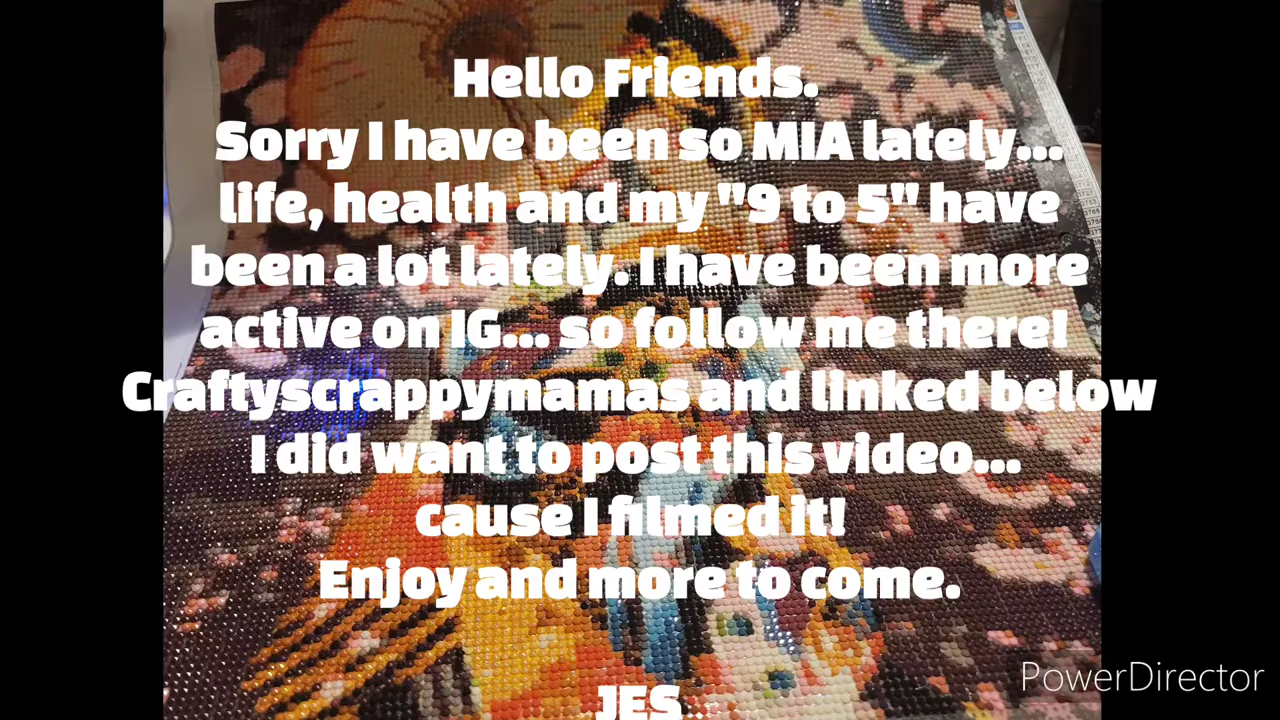 Hello Friends.
Sorry I have been so MIA lately...
life, health and my "9 to 5" have
been a lot lately. I have been more
active on IG... so follow me there!
Craftyscrappymamas and linked below
I did want to post this video...
cause I filmed it!
Enjoy and more to come.
JES..
PowerDirector